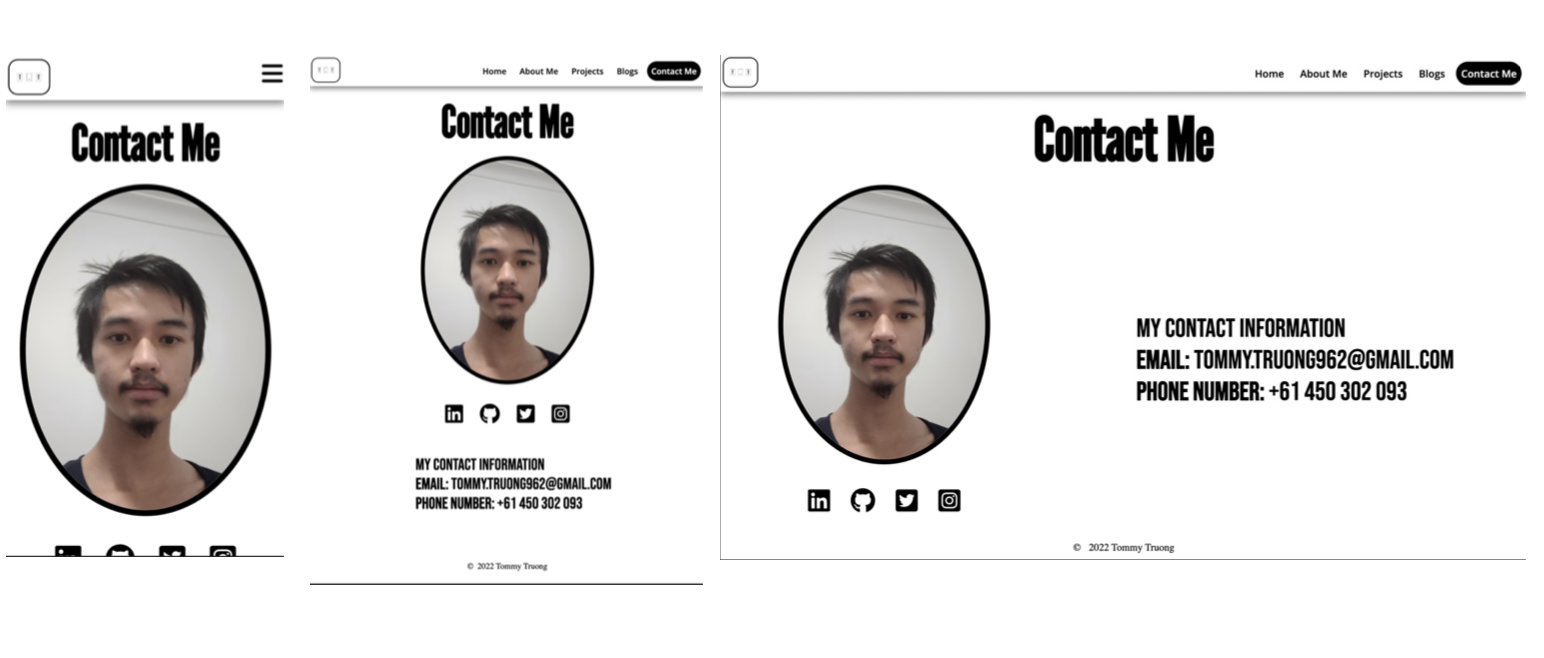 Contact Me
Home About Me Projects Blogs Contact Me
Contact Me
in
MY CONTACT INFORMATION
EMAIL: TOMMY.TRUONG962@GMAIL.COM
PHONE NUMBER: +61 450 302 093
© 2022 Tommy Truong
Home About Me Projects Blogs Contact Me
Contact Me
MY CONTACT INFORMATION
EMAIL: TOMMY.TRUONG962@GMAIL.COM
PHONE NUMBER: +61 450 302 093
in
© 2022 Tommy Truong